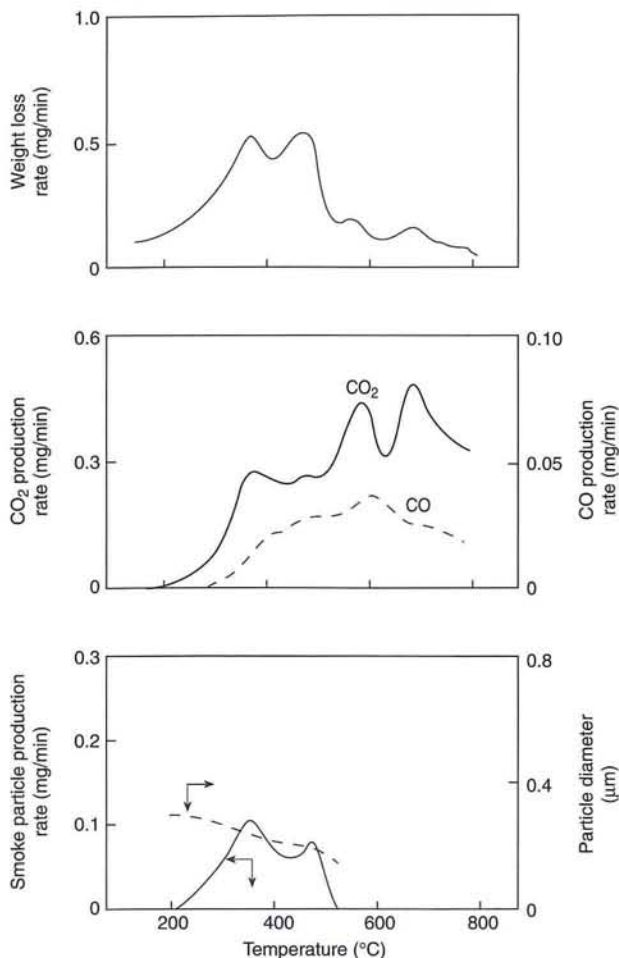 1.0
Weight loss
rate (mg/min)
0.5
0
0.6
0.10
CO₂
CO₂ production
rate (mg/min)
0.3
0.05
CO production
rate (mg/min)
CO
0
0
0.3
0.8
Smoke particle production
rate (mg/min)
0.2
0.4
Particle diameter
(μm)
0.1
0
0
200 400 600 800
Temperature (°C)